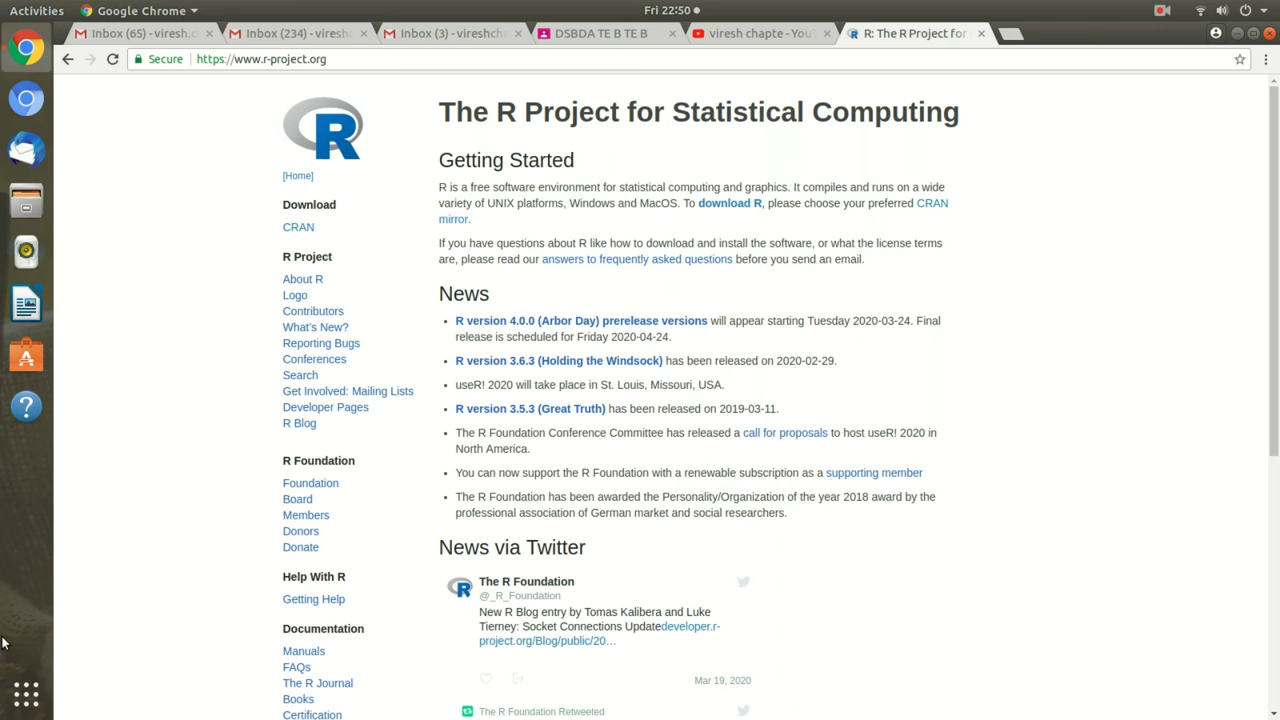 Activities
Google Chrome
Fri 22:50
Inbox (65) - viresh.c
Inbox (234) - viresh
Inbox (3) - vireshche
DSBDA TE B TE B
viresh chapte - YouT
R: The R Project for
Secure
https://www.r-project.org
R
[Home]
Download
CRAN
R Project
About R
Logo
Contributors
What's New?
Reporting Bugs
Conferences
Search
Get Involved: Mailing Lists
Developer Pages
R Blog
R Foundation
Foundation
Board
Members
Donors
Donate
Help With R
Getting Help
Documentation
Manuals
FAQs
The R Journal
Books
Certification
The R Project for Statistical Computing
Getting Started
R is a free software environment for statistical computing and graphics. It compiles and runs on a wide
variety of UNIX platforms, Windows and MacOS. To download R, please choose your preferred CRAN
mirror.
If you have questions about R like how to download and install the software, or what the license terms
are, please read our answers to frequently asked questions before you send an email.
News
R version 4.0.0 (Arbor Day) prerelease versions will appear starting Tuesday 2020-03-24. Final
release is scheduled for Friday 2020-04-24.
R version 3.6.3 (Holding the Windsock) has been released on 2020-02-29.
useR! 2020 will take place in St. Louis, Missouri, USA.
R version 3.5.3 (Great Truth) has been released on 2019-03-11.
The R Foundation Conference Committee has released a call for proposals to host useR! 2020 in
North America.
You can now support the R Foundation with a renewable subscription as a supporting member
The R Foundation has been awarded the Personality/Organization of the year 2018 award by the
professional association of German market and social researchers.
News via Twitter
R
The R Foundation
@_R_Foundation
New R Blog entry by Tomas Kalibera and Luke
Tierney: Socket Connections Updatedeveloper.r-
project.org/Blog/public/20…
Mar 19, 2020
The R Foundation Retweeted